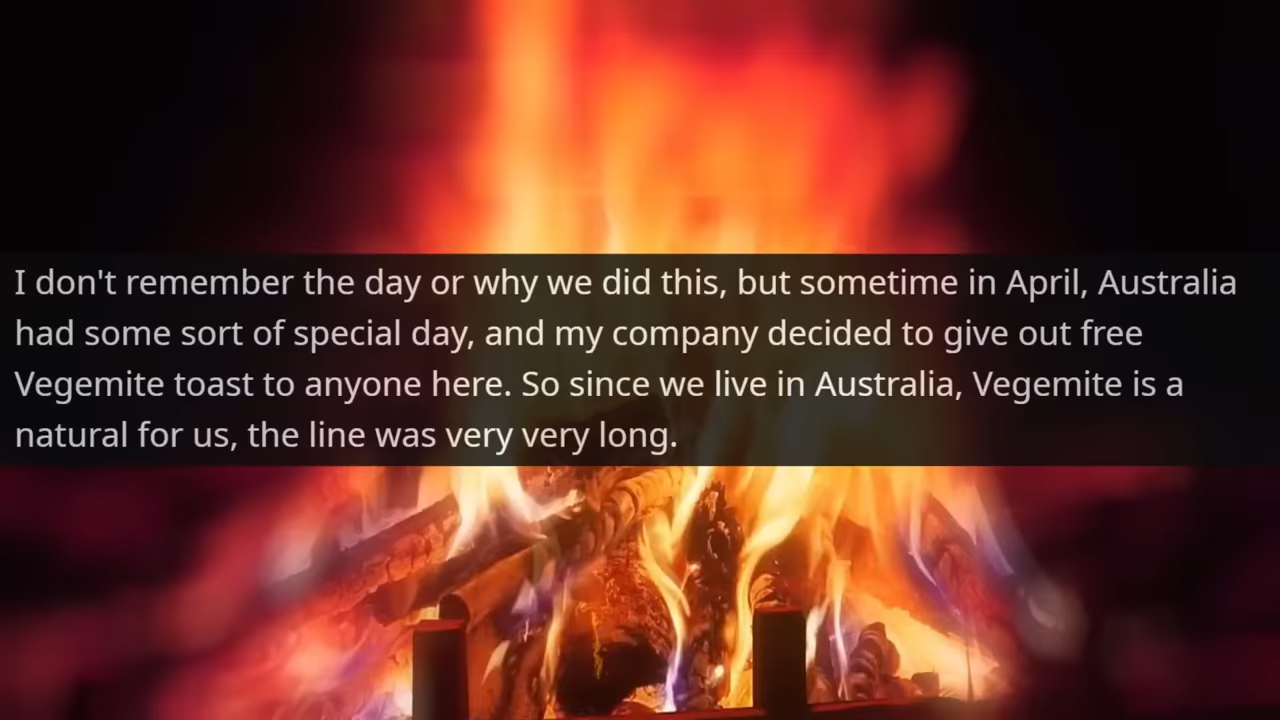 I don't remember the day or why we did this, but sometime in April, Australia
had some sort of special day, and my company decided to give out free
Vegemite toast to anyone here. So since we live in Australia, Vegemite is a
natural for us, the line was very very long.